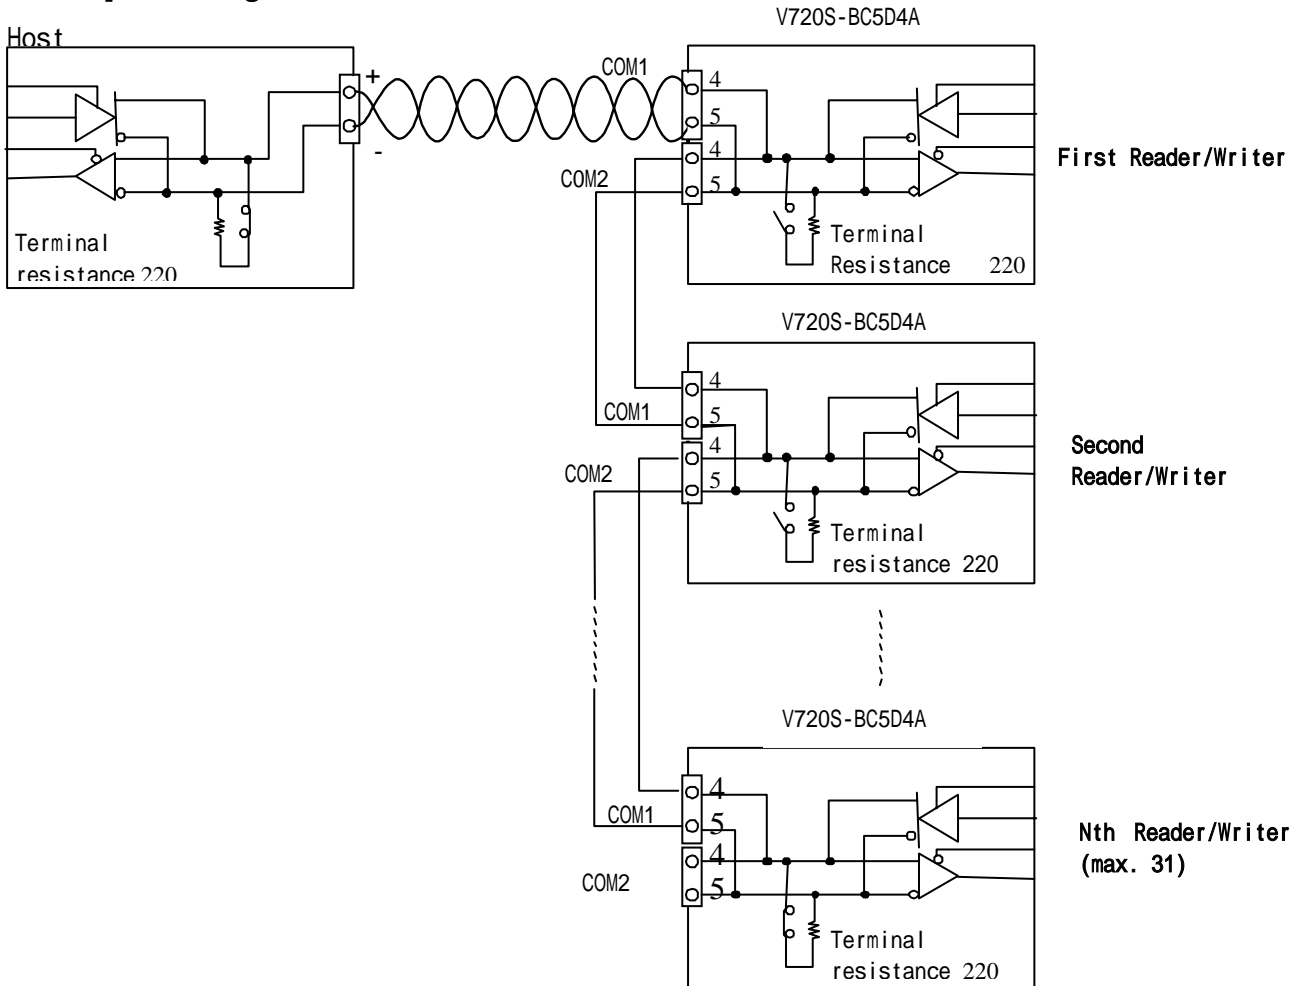 V720S-BC5D4A
Host
+
-
COM1
4
5
4
5
COM2
Terminal
resistance 220
Terminal
Resistance 220
First Reader/Writer
V720S-BC5D4A
4
5
4
5
COM1
COM2
Terminal
resistance 220
Second
Reader/Writer
V720S-BC5D4A
4
5
4
5
COM1
COM2
Terminal
resistance 220
Nth Reader/Writer
(max. 31)